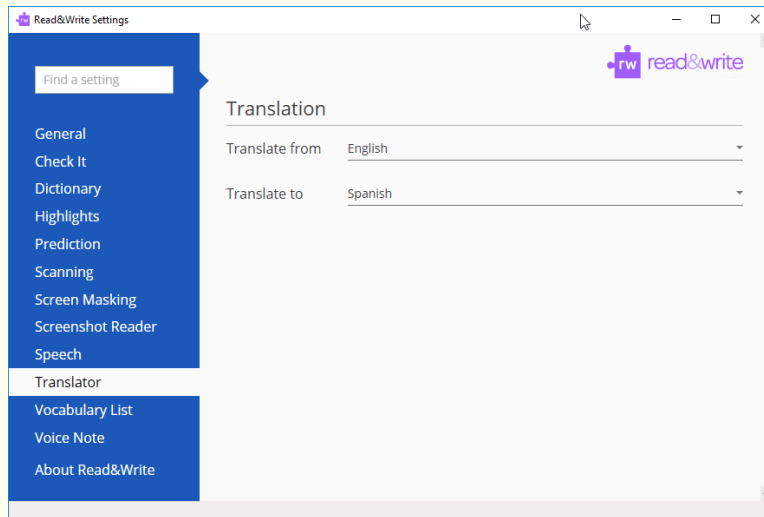 Read&Write Settings
rw read&write
Find a setting
General
Check It
Dictionary
Highlights
Prediction
Scanning
Screen Masking
Screenshot Reader
Speech
Translator
Vocabulary List
Voice Note
About Read&Write
Translation
Translate from English
Translate to Spanish